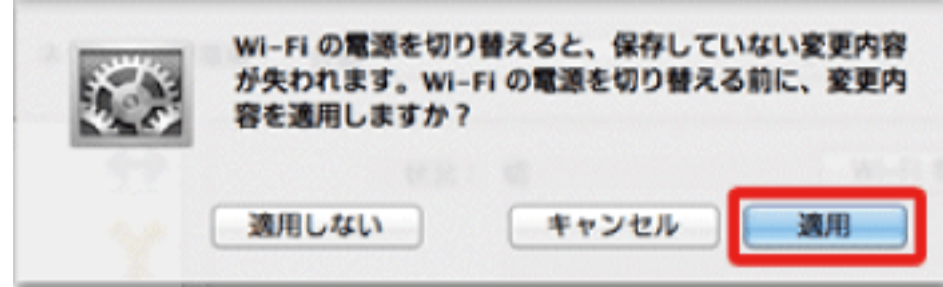 Wi-Fi の電源を切り替えると、保存していない変更内容
が失われます。Wi-Fi の電源を切り替える前に、変更内
容を適用しますか？
適用しない
キャンセル
適用